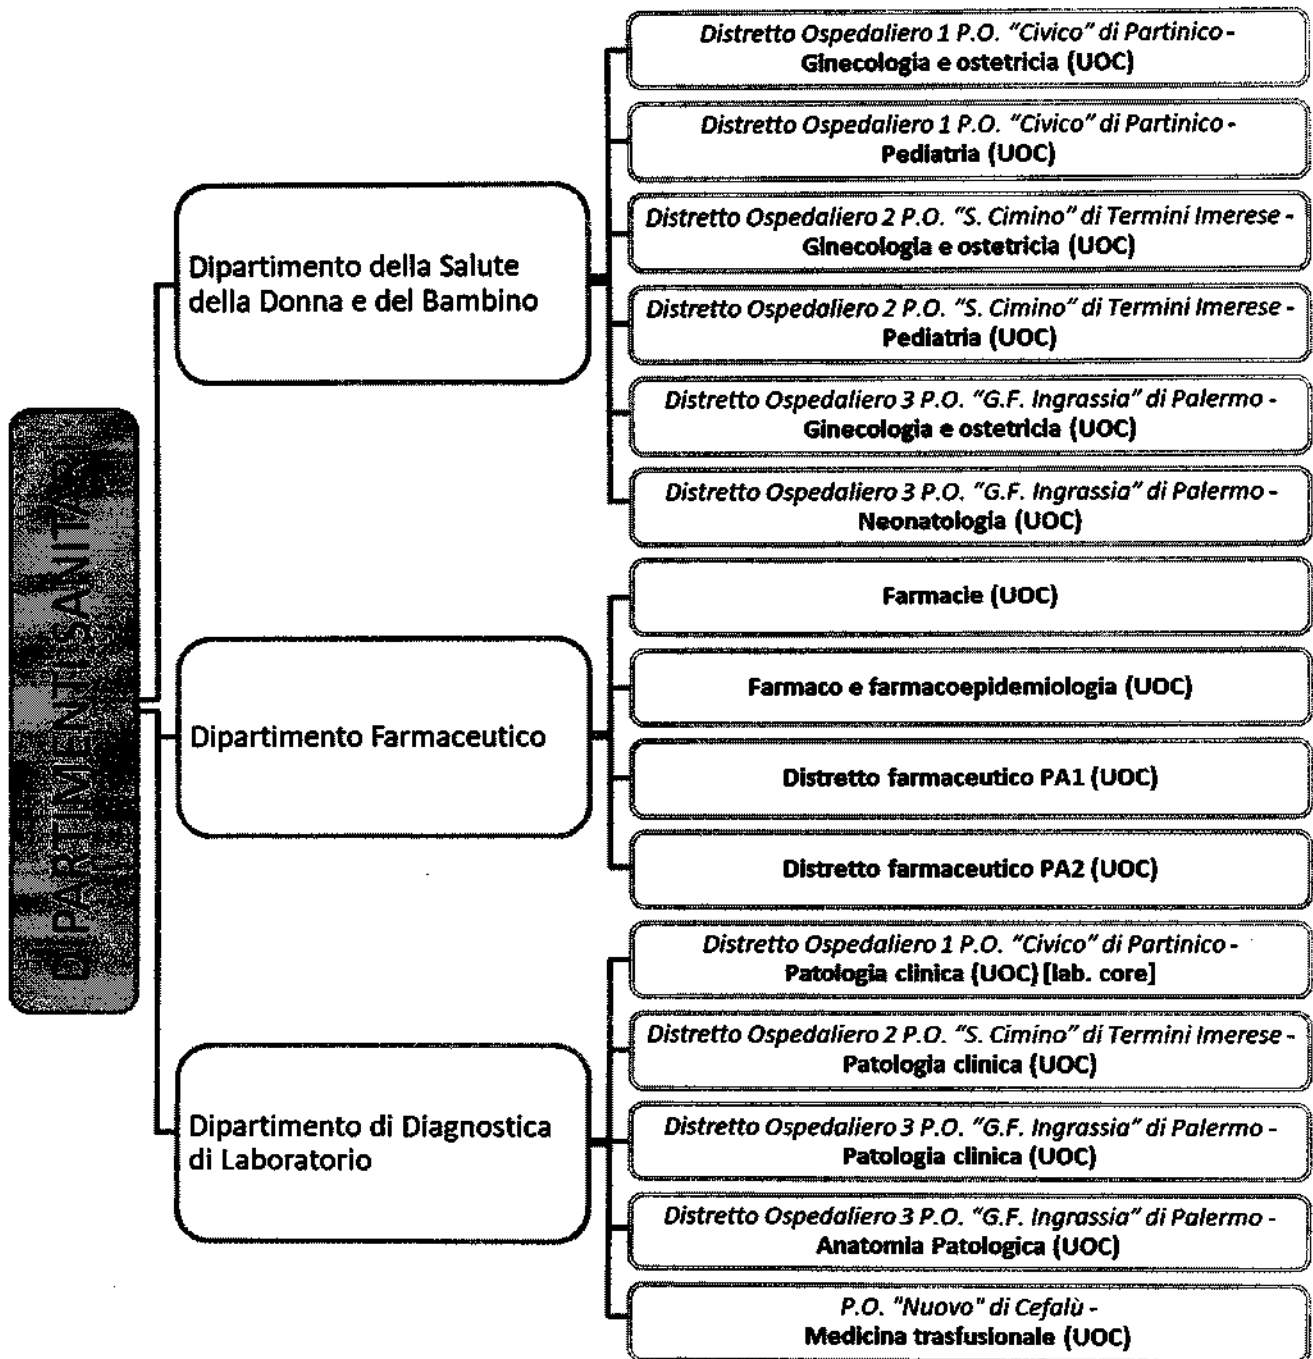 DIPARTIMENTI SANITARI
Dipartimento della Salute
della Donna e del Bambino
Distretto Ospedaliero 1 P.O. "Civico" di Partinico -
Ginecologia e ostetricia (UOC)
Distretto Ospedaliero 1 P.O. "Civico" di Partinico -
Pediatria (UOC)
Distretto Ospedaliero 2 P.O. "S. Cimino" di Termini Imerese -
Ginecologia e ostetricia (UOC)
Distretto Ospedaliero 2 P.O. "S. Cimino" di Termini Imerese -
Pediatria (UOC)
Distretto Ospedaliero 3 P.O. "G.F. Ingrassia" di Palermo -
Ginecologia e ostetricia (UOC)
Distretto Ospedaliero 3 P.O. "G.F. Ingrassia" di Palermo -
Neonatologia (UOC)
Dipartimento Farmaceutico
Farmacie (UOC)
Farmaco e farmacoepidemiologia (UOC)
Distretto farmaceutico PA1 (UOC)
Distretto farmaceutico PA2 (UOC)
Dipartimento di Diagnostica
di Laboratorio
Distretto Ospedaliero 1 P.O. "Civico" di Partinico -
Patologia clinica (UOC) [lab. core]
Distretto Ospedaliero 2 P.O. "S. Cimino" di Termini Imerese -
Patologia clinica (UOC)
Distretto Ospedaliero 3 P.O. "G.F. Ingrassia" di Palermo -
Patologia clinica (UOC)
Distretto Ospedaliero 3 P.O. "G.F. Ingrassia" di Palermo -
Anatomia Patologica (UOC)
P.O. "Nuovo" di Cefalù -
Medicina trasfusionale (UOC)